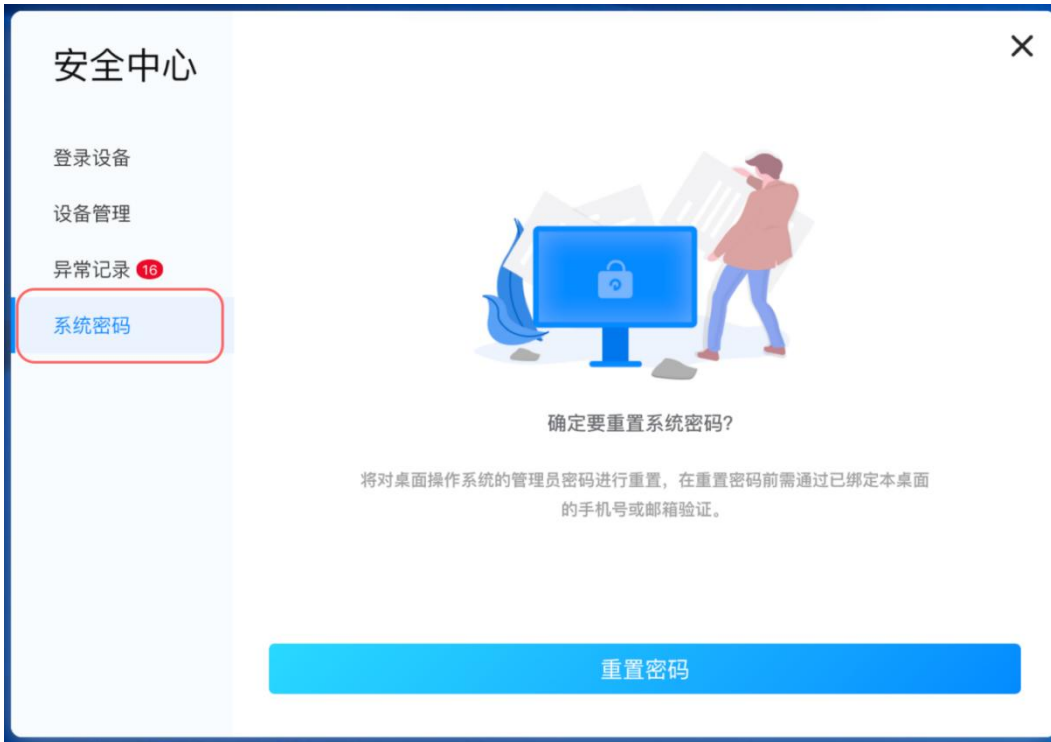 安全中心
登录设备
设备管理
异常记录 16
系统密码
确定要重置系统密码?
将对桌面操作系统的管理员密码进行重置，在重置密码前需通过已绑定本桌面
的手机号或邮箱验证。
重置密码